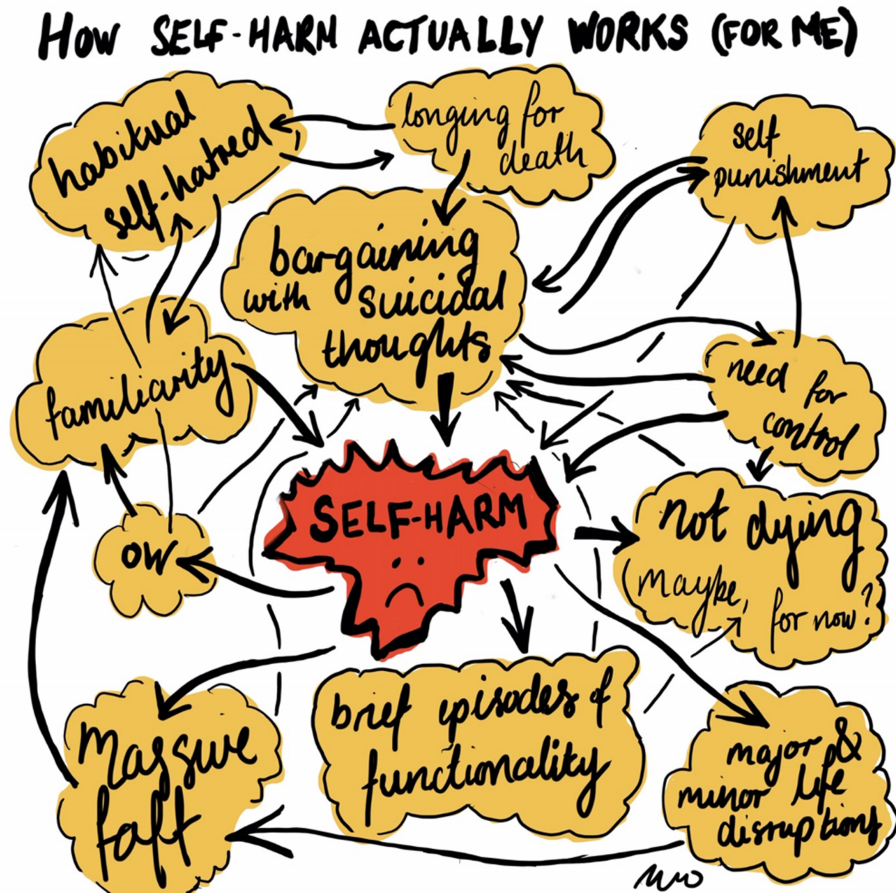 HOW SELF-HARM ACTUALLY WORKS (FOR ME)
habitual
self-hatred
longing for
death
self
punishment
bargaining
with suicidal
thoughts
familiarity
need for
control
SELF-HARM
OW
not dying
(maybe,
for now?)
Massive
faff
brief episodes of
functionality
major &
minor life
disruptions